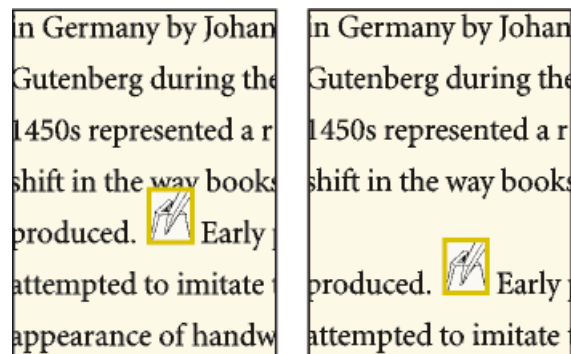 in Germany by Johan
Gutenberg during the
1450s represented a r
shift in the way books
produced. Early p
attempted to imitate t
appearance of handw
in Germany by Johan
Gutenberg during the
1450s represented a r
shift in the way books
produced. Early
attempted to imitate t